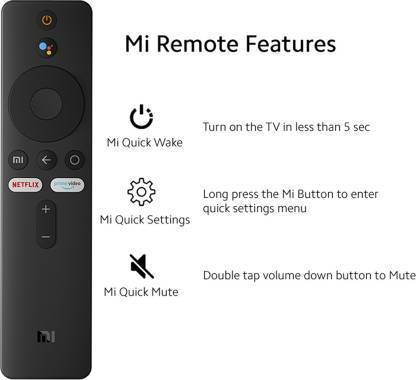 Mi Remote Features
Mi Quick Wake
Turn on the TV in less than 5 sec
mi
NETFLIX
prime video
Mi Quick Settings
Long press the Mi Button to enter
quick settings menu
+
−
Mi Quick Mute
Double tap volume down button to Mute
mi